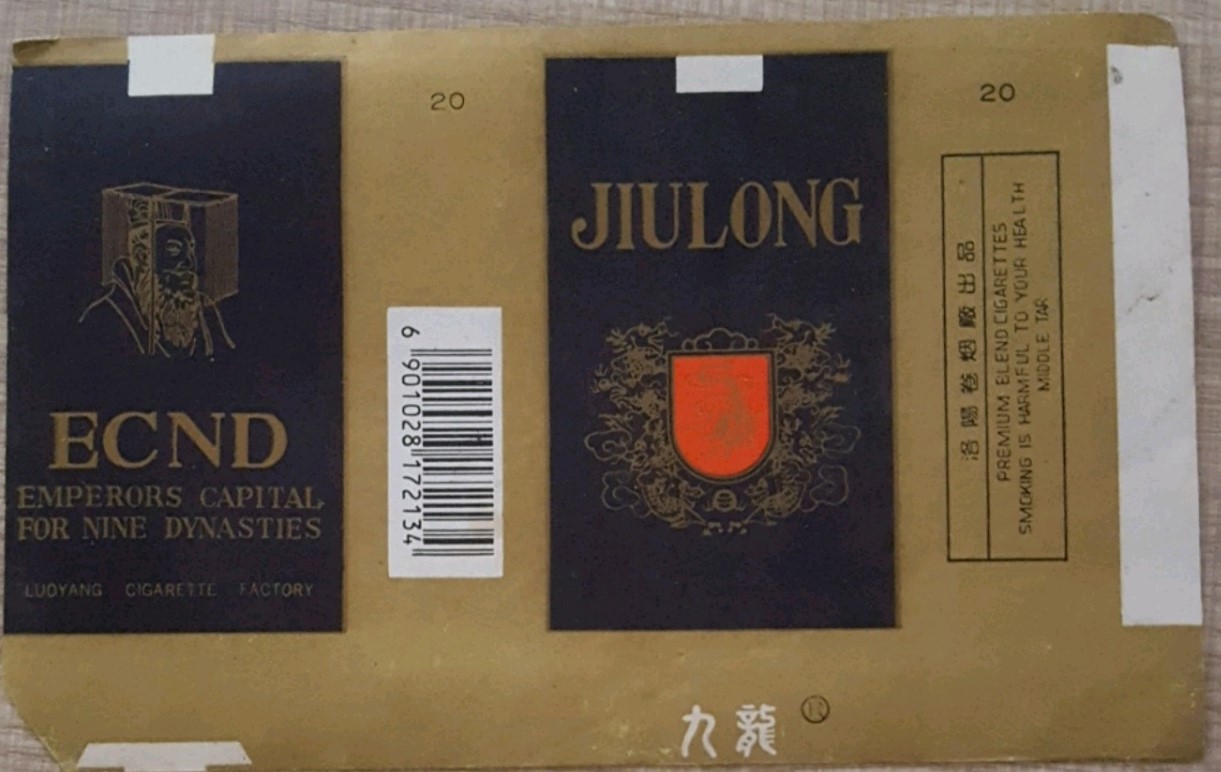 ECND
EMPERORS CAPITAL
FOR NINE DYNASTIES
LUOYANG CIGARETTE FACTORY
20
6 901028 172134
JIULONG
九龍
20
洛陽卷烟廠出品
PREMIUM BLEND CIGARETTES
SMOKING IS HARMFUL TO YOUR HEALTH
MIDDLE TAR